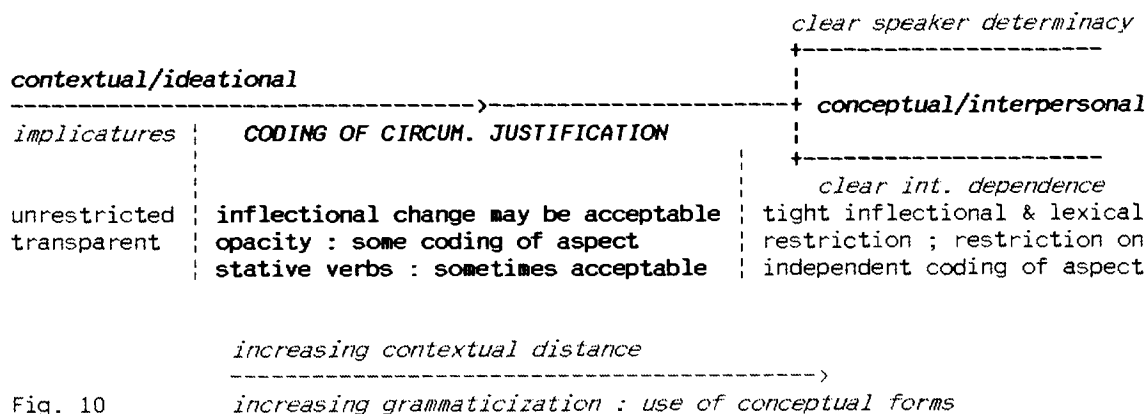 clear speaker determinacy
contextual/ideational
conceptual/interpersonal
implicatures ¦ CODING OF CIRCUM. JUSTIFICATION
clear int. dependence
unrestricted ¦ inflectional change may be acceptable ¦ tight inflectional & lexical
transparent ¦ opacity : some coding of aspect ¦ restriction ; restriction on
¦ stative verbs : sometimes acceptable ¦ independent coding of aspect
increasing contextual distance
Fig. 10 increasing grammaticization : use of conceptual forms